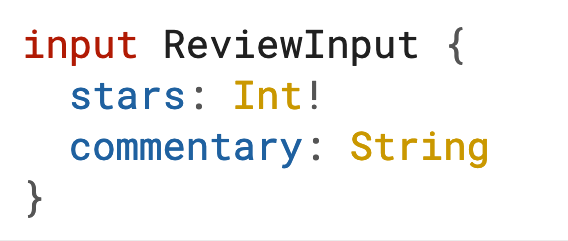 input ReviewInput {
  stars: Int!
  commentary: String
}